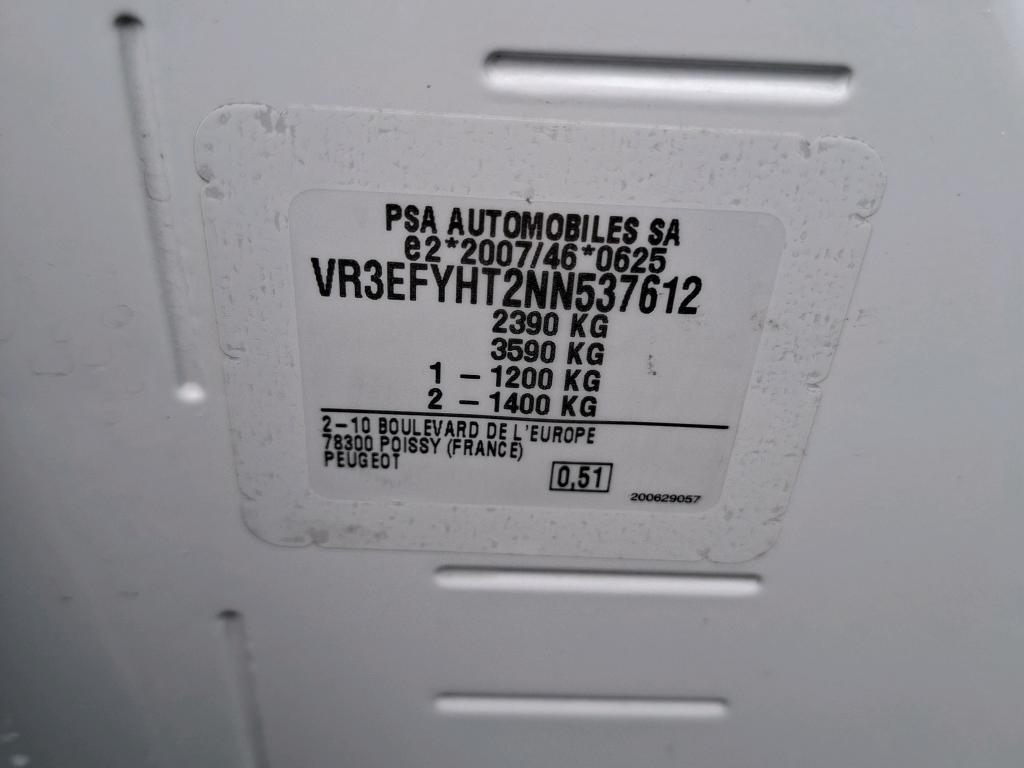 PSA AUTOMOBILES SA
e2*2007/46*0625
VR3EFYHT2NN537612
2390 KG
3590 KG
1 – 1200 KG
2 – 1400 KG
2–10 BOULEVARD DE L'EUROPE
78300 POISSY (FRANCE)
PEUGEOT
0,51
200629057